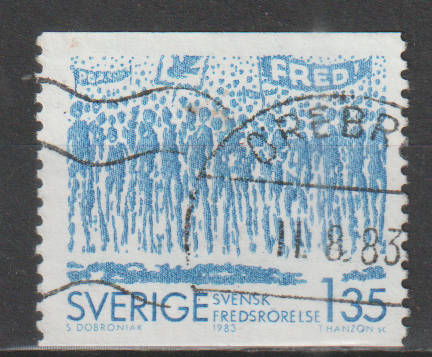 FRED
ÖREBR
11.8.83
SVERIGE SVENSK FREDSRÖRELSE 135
S DOBRONIAK 1983 T HANZON SC